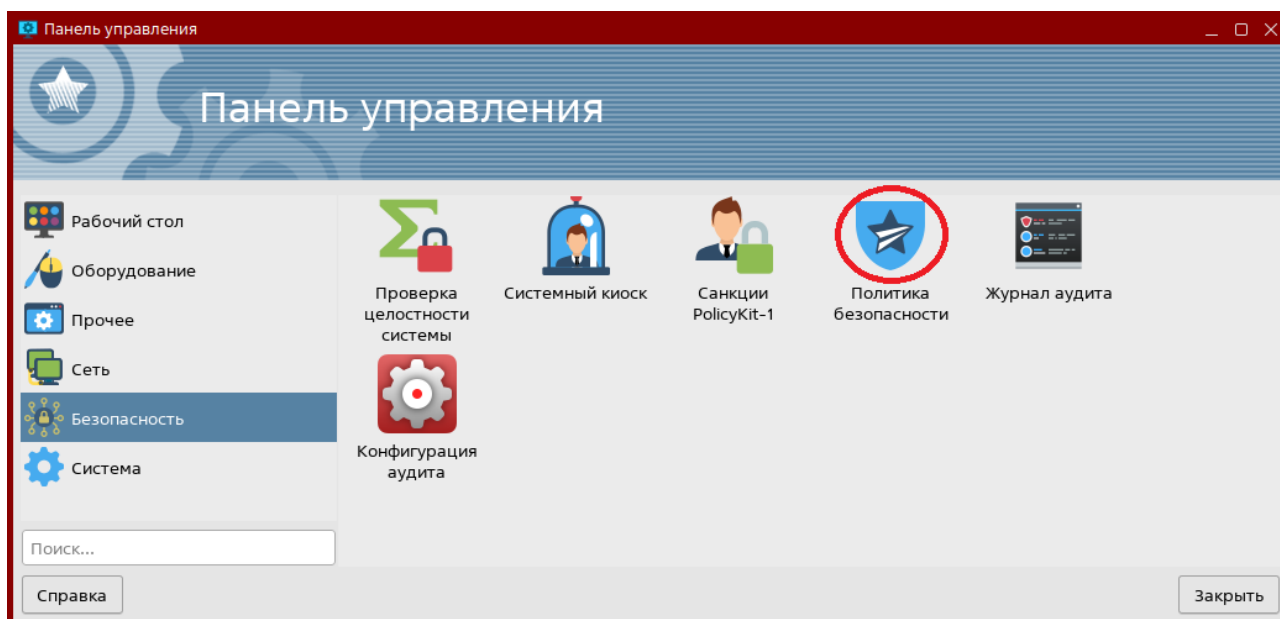 Панель управления
Панель управления
Рабочий стол
Оборудование
Прочее
Сеть
Безопасность
Система
Поиск...
Проверка
целостности
системы
Системный киоск
Санкции
PolicyKit-1
Политика
безопасности
Журнал аудита
Конфигурация
аудита
Справка
Закрыть